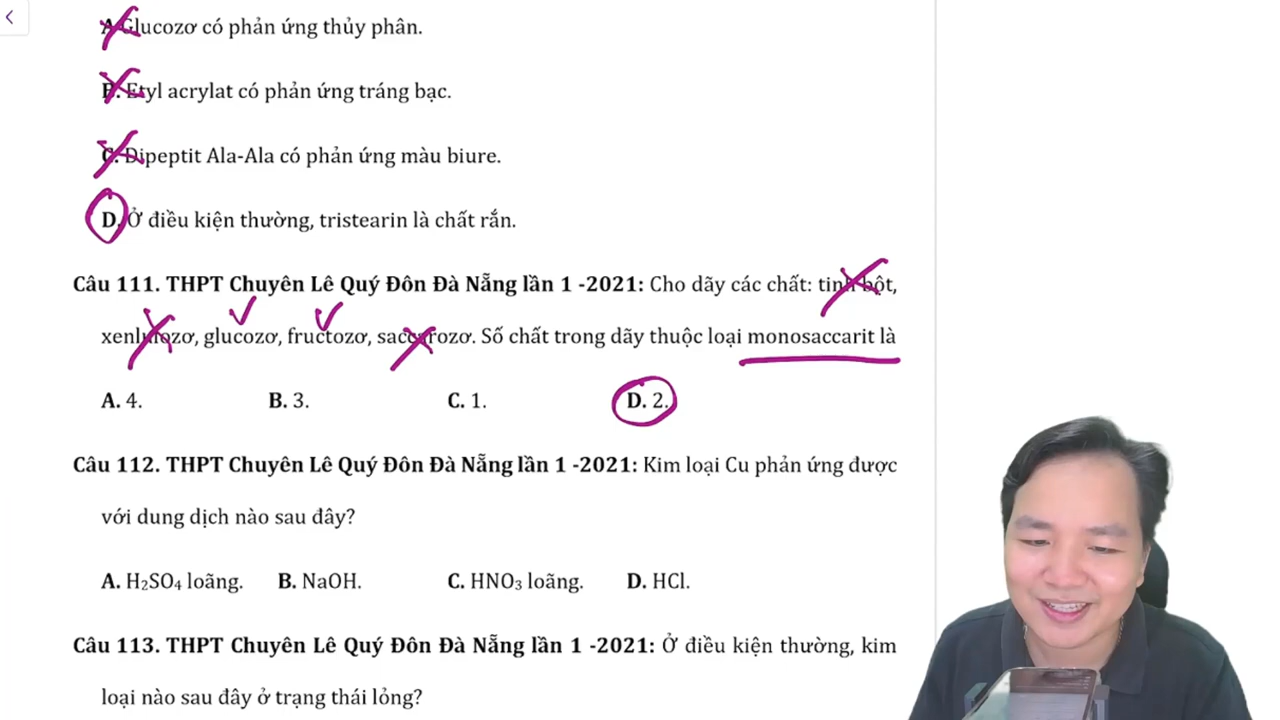 A. Glucozơ có phản ứng thủy phân.
B. Etyl acrylat có phản ứng tráng bạc.
C. Đipeptit Ala-Ala có phản ứng màu biure.
D. Ở điều kiện thường, tristearin là chất rắn.
Câu 111. THPT Chuyên Lê Quý Đôn Đà Nẵng lần 1 -2021: Cho dãy các chất: tinh bột,
xenlulozơ, glucozơ, fructozơ, saccarozơ. Số chất trong dãy thuộc loại monosaccarit là
A. 4. B. 3. C. 1. D. 2.
Câu 112. THPT Chuyên Lê Quý Đôn Đà Nẵng lần 1 -2021: Kim loại Cu phản ứng được
với dung dịch nào sau đây?
A. H₂SO₄ loãng. B. NaOH. C. HNO₃ loãng. D. HCl.
Câu 113. THPT Chuyên Lê Quý Đôn Đà Nẵng lần 1 -2021: Ở điều kiện thường, kim
loại nào sau đây ở trạng thái lỏng?